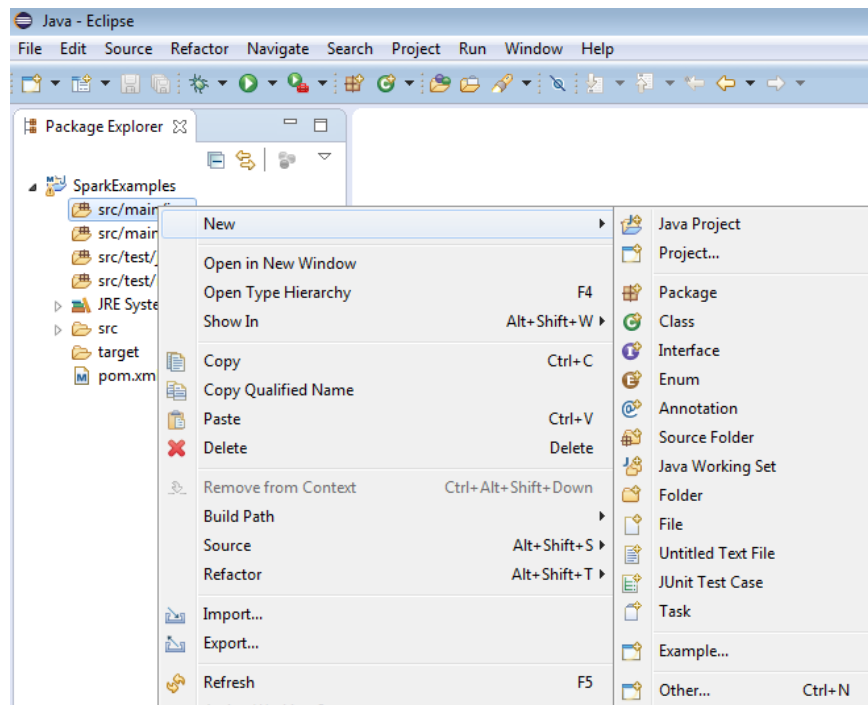 Java - Eclipse
File Edit Source Refactor Navigate Search Project Run Window Help
Package Explorer
SparkExamples
src/main
src/main
src/test/
src/test/
JRE Syste
src
target
pom.xm
New
Open in New Window
Open Type Hierarchy F4
Show In Alt+Shift+W
Copy Ctrl+C
Copy Qualified Name
Paste Ctrl+V
Delete Delete
Remove from Context Ctrl+Alt+Shift+Down
Build Path
Source Alt+Shift+S
Refactor Alt+Shift+T
Import...
Export...
Refresh F5
Java Project
Project...
Package
Class
Interface
Enum
Annotation
Source Folder
Java Working Set
Folder
File
Untitled Text File
JUnit Test Case
Task
Example...
Other... Ctrl+N